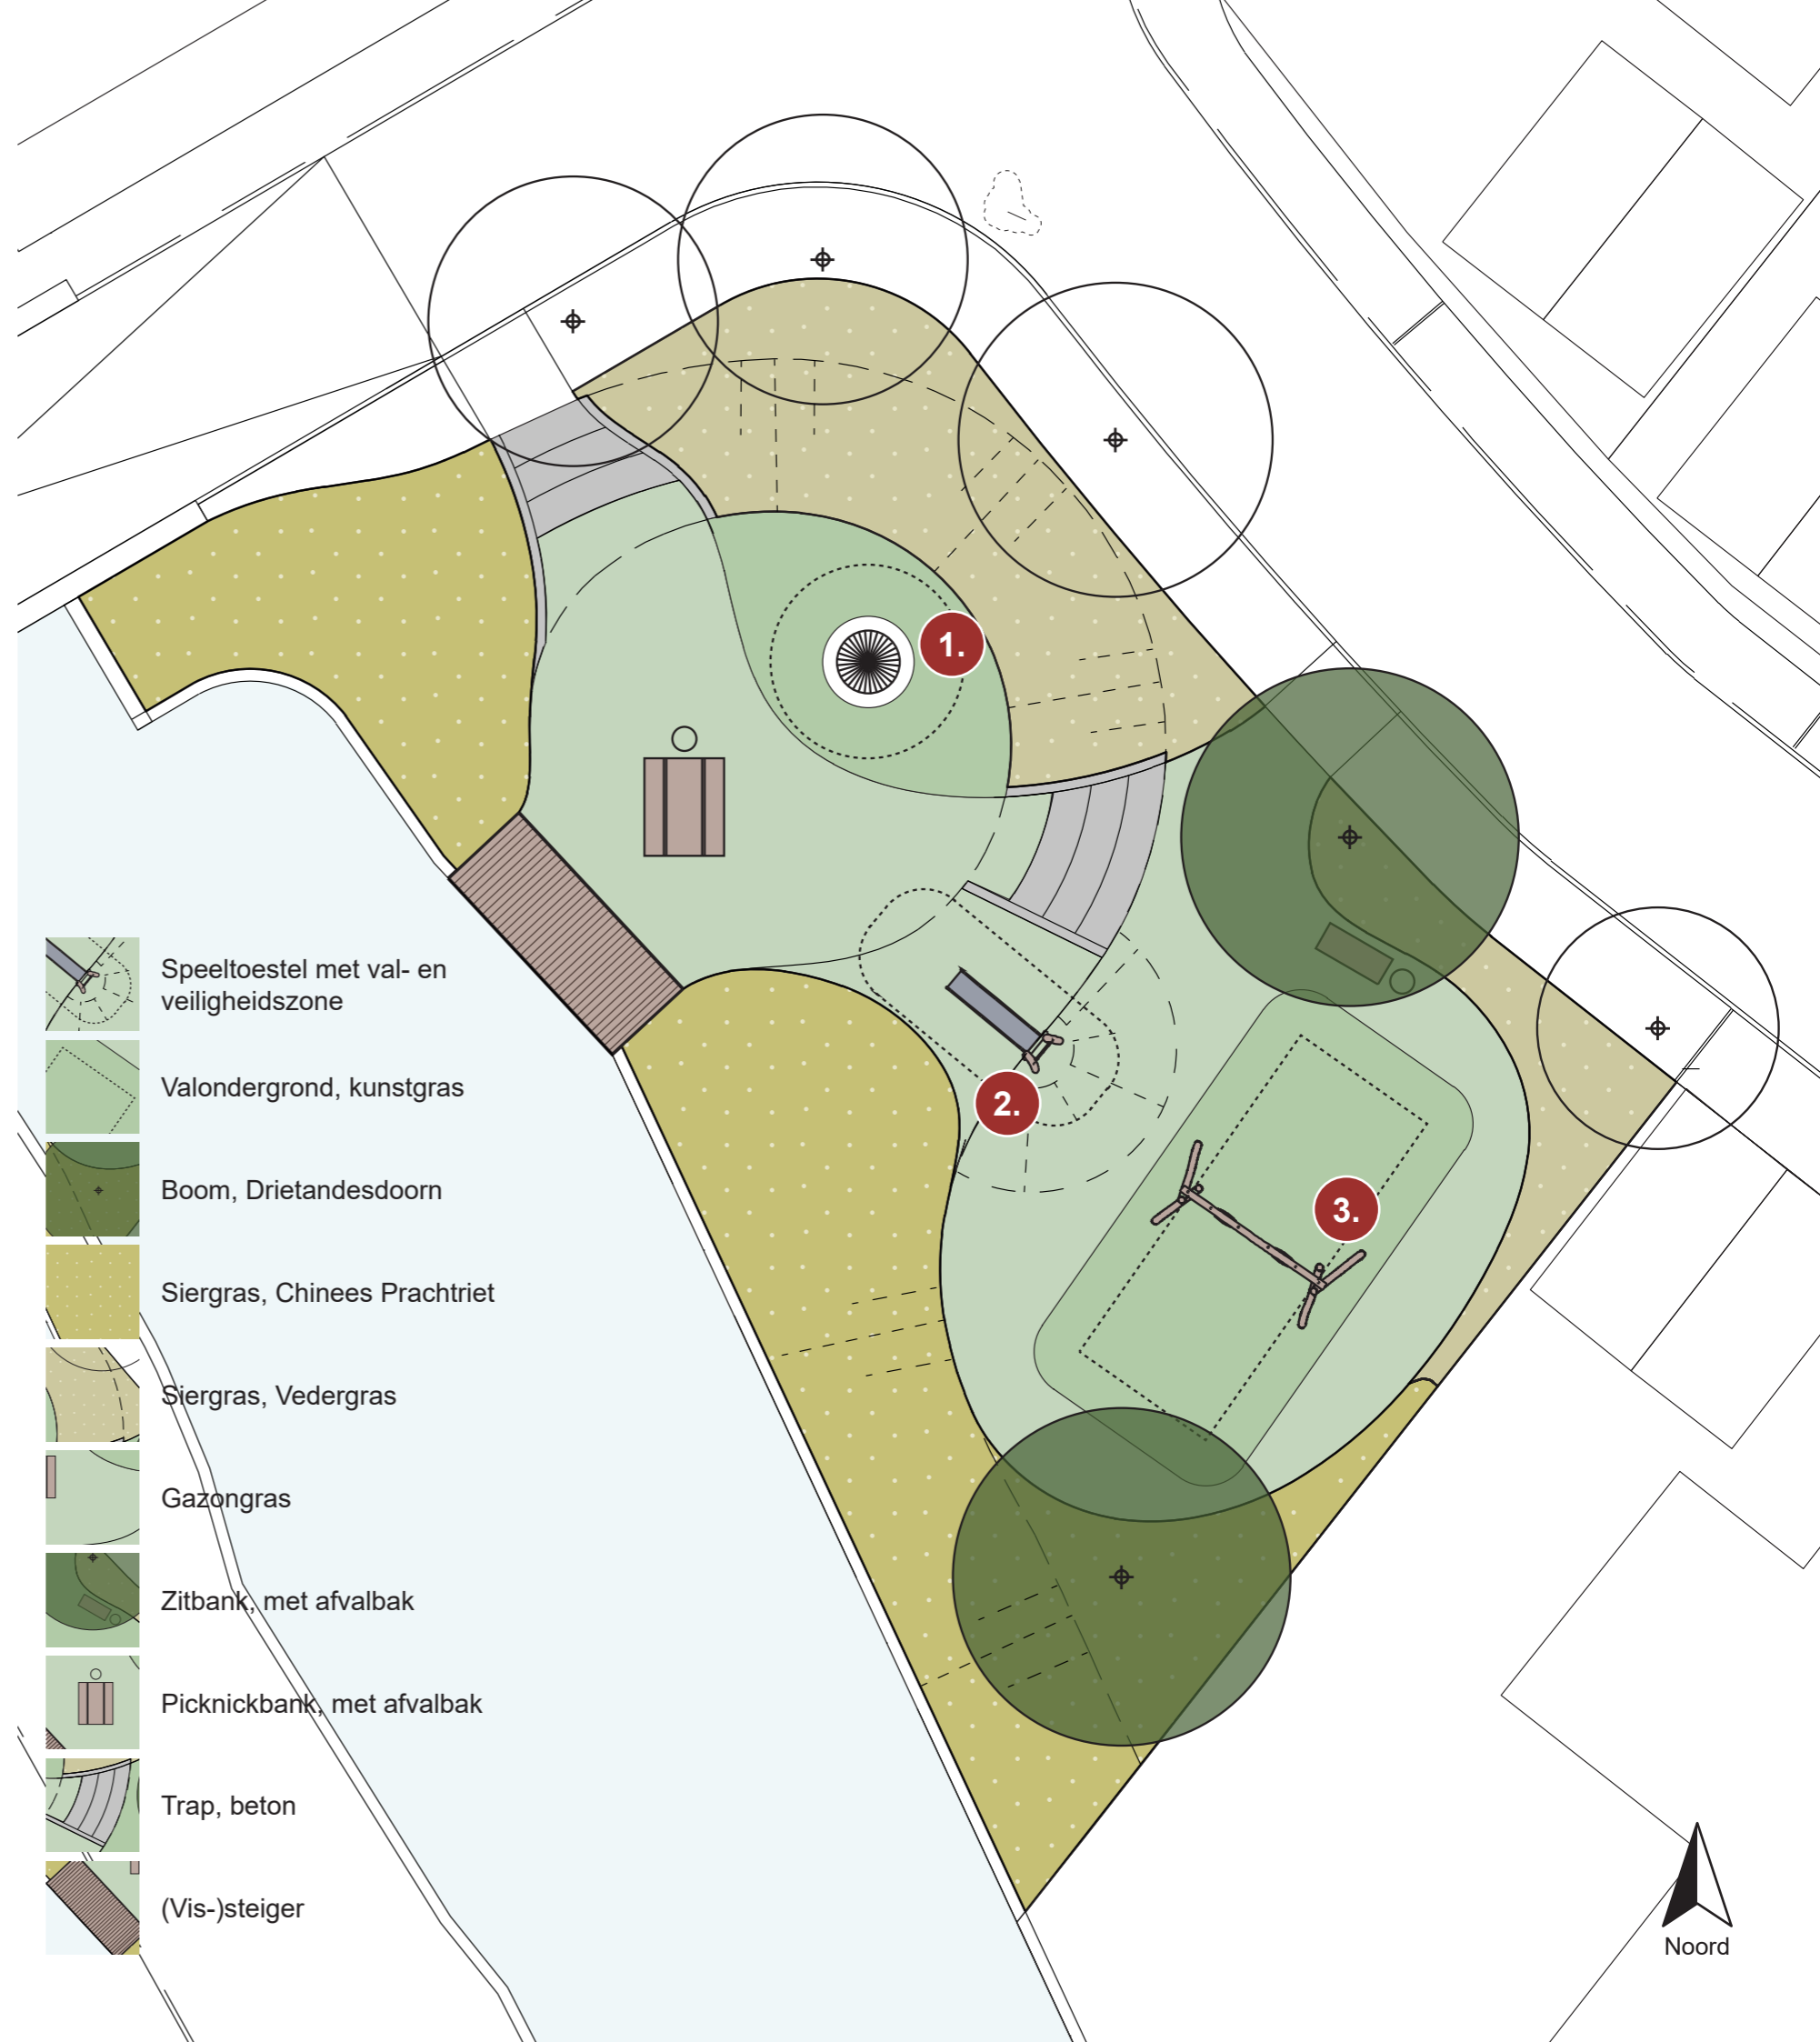 1.
2.
3.
Speeltoestel met val- en
veiligheidszone
Valondergrond, kunstgras
Boom, Drietandesdoorn
Siergras, Chinees Prachtriet
Siergras, Vedergras
Gazongras
Zitbank, met afvalbak
Picknickbank, met afvalbak
Trap, beton
(Vis-)steiger
Noord